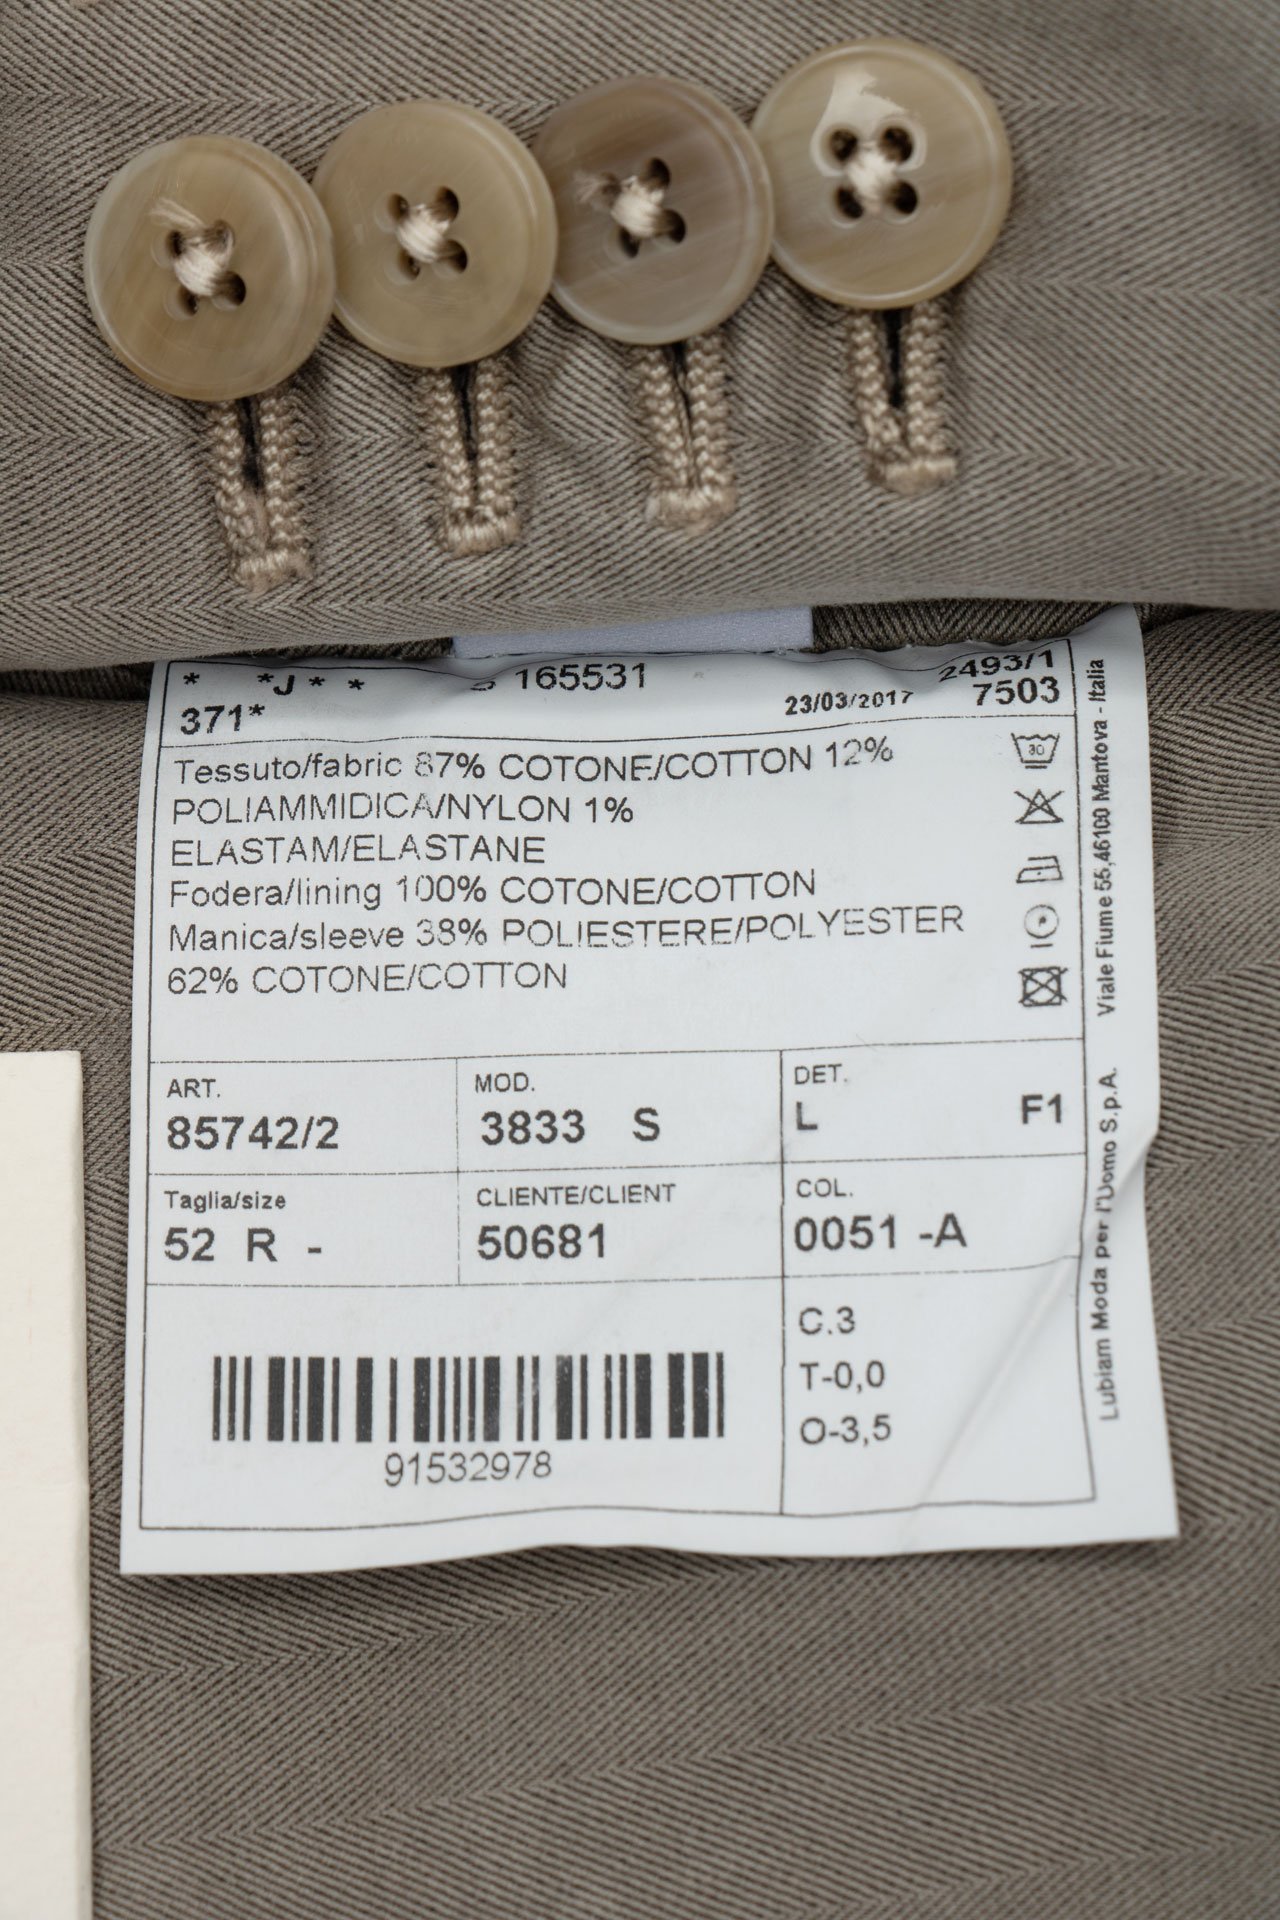 * *J * * 165531 2493/1
371* 23/03/2017 7503
Tessuto/fabric 87% COTONE/COTTON 12%
POLIAMMIDICA/NYLON 1%
ELASTAM/ELASTANE
Fodera/lining 100% COTONE/COTTON
Manica/sleeve 38% POLIESTERE/POLYESTER
62% COTONE/COTTON
30
ART. MOD. DET.
85742/2 3833 S L F1
Taglia/size CLIENTE/CLIENT COL.
52 R - 50681 0051 -A
C.3
T-0,0
O-3,5
91532978
Lubiam Moda per l'Uomo S.p.A. Viale Fiume 55,46100 Mantova - Italia